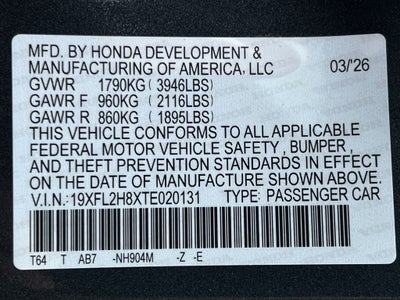 MFD. BY HONDA DEVELOPMENT &
MANUFACTURING OF AMERICA, LLC 03/'26
GVWR 1790KG ( 3946LBS)
GAWR F 960KG ( 2116LBS)
GAWR R 860KG ( 1895LBS)
THIS VEHICLE CONFORMS TO ALL APPLICABLE
FEDERAL MOTOR VEHICLE SAFETY , BUMPER ,
AND THEFT PREVENTION STANDARDS IN EFFECT
ON THE DATE OF MANUFACTURE SHOWN ABOVE.
V.I.N.:19XFL2H8XTE020131 TYPE: PASSENGER CAR
T64 T AB7 -NH904M -Z -E